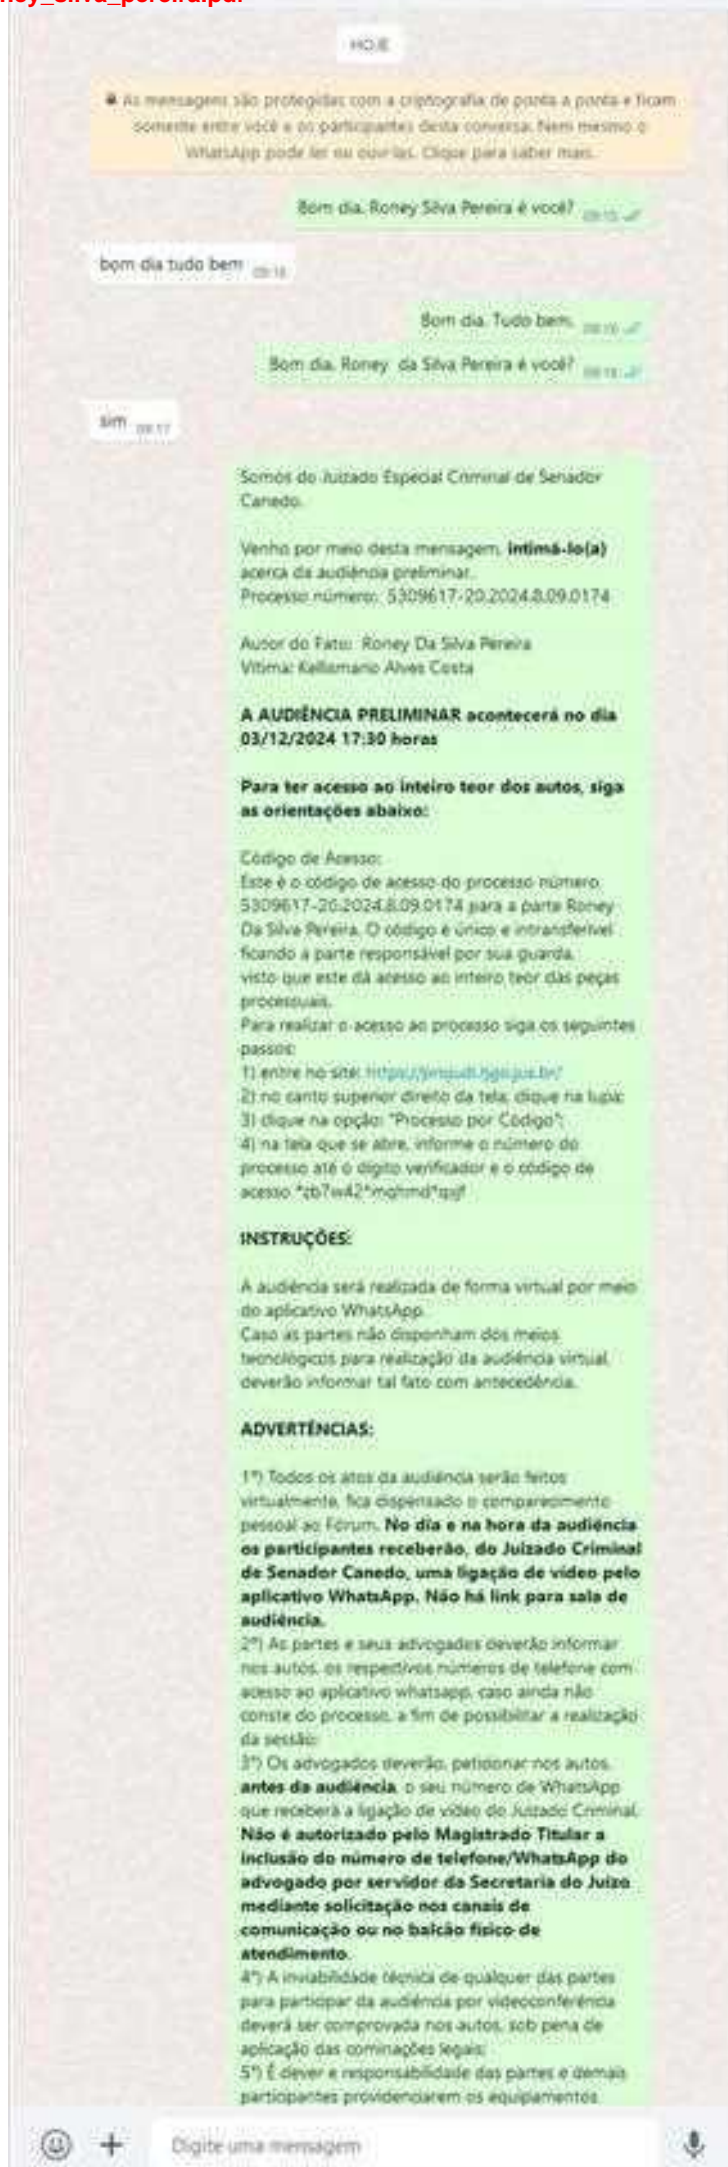 ney_silva_pereira.pdf
HOJE
As mensagens são protegidas com a criptografia de ponta a ponta e ficam
somente entre você e os participantes desta conversa. Nem mesmo o
WhatsApp pode ler ou ouvi-las. Clique para saber mais.
Bom dia. Roney Silva Pereira é você?
bom dia tudo bem 09:16
Bom dia. Tudo bem. 09:16
Bom dia. Roney da Silva Pereira é você?
sim 09:17
Somos do Juizado Especial Criminal de Senador
Canedo.
Venho por meio desta mensagem, intimá-lo(a)
acerca da audiência preliminar.
Processo número: 5309617-20.2024.8.09.0174
Autor do Fato: Roney Da Silva Pereira
Vítima: Kellismario Alves Costa
A AUDIÊNCIA PRELIMINAR acontecerá no dia
03/12/2024 17:30 horas
Para ter acesso ao inteiro teor dos autos, siga
as orientações abaixo:
Código de Acesso:
Este é o código de acesso do processo número
5309617-20.2024.8.09.0174 para a parte Roney
Da Silva Pereira. O código é único e intransferível
ficando a parte responsável por sua guarda,
visto que este dá acesso ao inteiro teor das peças
processuais.
Para realizar o acesso ao processo siga os seguintes
passos:
1) entre no site: https://projudi.tjgo.jus.br/
2) no canto superior direito da tela, clique na lupa;
3) clique na opção: "Processo por Código";
4) na tela que se abre, informe o número do
processo até o dígito verificador e o código de
acesso
INSTRUÇÕES:
A audiência será realizada de forma virtual por meio
do aplicativo WhatsApp.
Caso as partes não disponham dos meios
tecnológicos para realização da audiência virtual,
deverão informar tal fato com antecedência.
ADVERTÊNCIAS:
1ª) Todos os atos da audiência serão feitos
virtualmente, fica dispensado o comparecimento
pessoal ao Fórum. No dia e na hora da audiência
os participantes receberão, do Juizado Criminal
de Senador Canedo, uma ligação de vídeo pelo
aplicativo WhatsApp. Não há link para sala de
audiência.
2ª) As partes e seus advogados deverão informar
nos autos, os respectivos números de telefone com
acesso ao aplicativo whatsapp, caso ainda não
conste do processo, a fim de possibilitar a realização
da sessão;
3ª) Os advogados deverão, peticionar nos autos,
antes da audiência, o seu número de WhatsApp
que receberá a ligação de vídeo do Juizado Criminal.
Não é autorizado pelo Magistrado Titular a
inclusão do número de telefone/WhatsApp do
advogado por servidor da Secretaria do Juízo
mediante solicitação nos canais de
comunicação ou no balcão físico de
atendimento.
4ª) A inviabilidade técnica de qualquer das partes
para participar da audiência por videoconferência
deverá ser comprovada nos autos, sob pena de
aplicação das cominações legais;
5ª) É dever e responsabilidade das partes e demais
participantes providenciarem os equipamentos
Digite uma mensagem